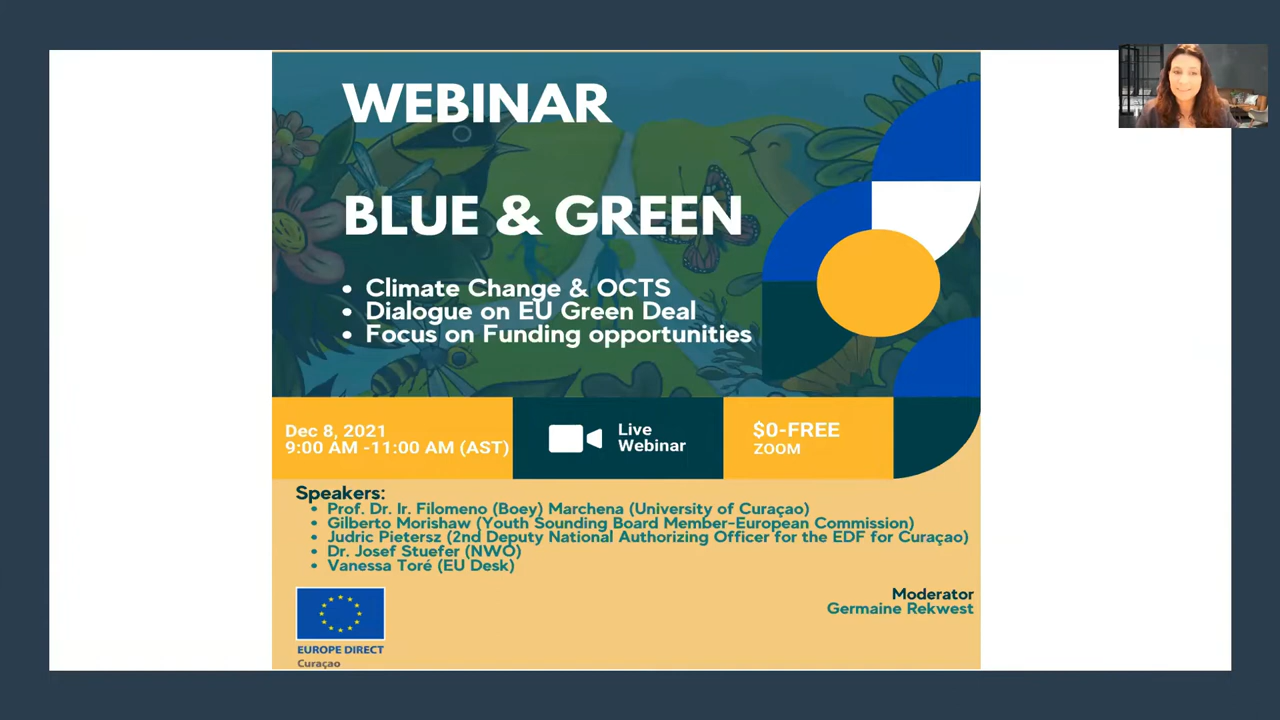 WEBINAR
BLUE & GREEN
• Climate Change & OCTS
• Dialogue on EU Green Deal
• Focus on Funding opportunities
Dec 8, 2021
9:00 AM -11:00 AM (AST)
Live
Webinar
$0-FREE
ZOOM
Speakers:
• Prof. Dr. Ir. Filomeno (Boey) Marchena (University of Curaçao)
• Gilberto Morishaw (Youth Sounding Board Member-European Commission)
• Judric Pietersz (2nd Deputy National Authorizing Officer for the EDF for Curaçao)
• Dr. Josef Stuefer (NWO)
• Vanessa Toré (EU Desk)
Moderator
Germaine Rekwest
EUROPE DIRECT
Curaçao